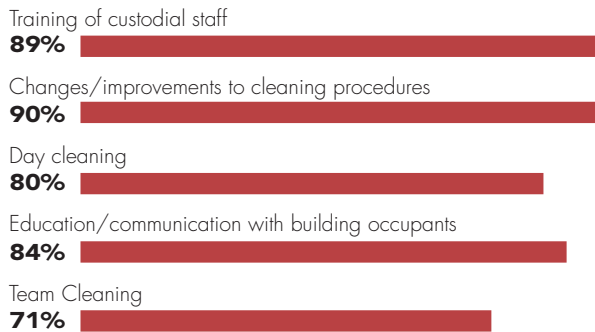 Training of custodial staff
89%
Changes/improvements to cleaning procedures
90%
Day cleaning
80%
Education/communication with building occupants
84%
Team Cleaning
71%